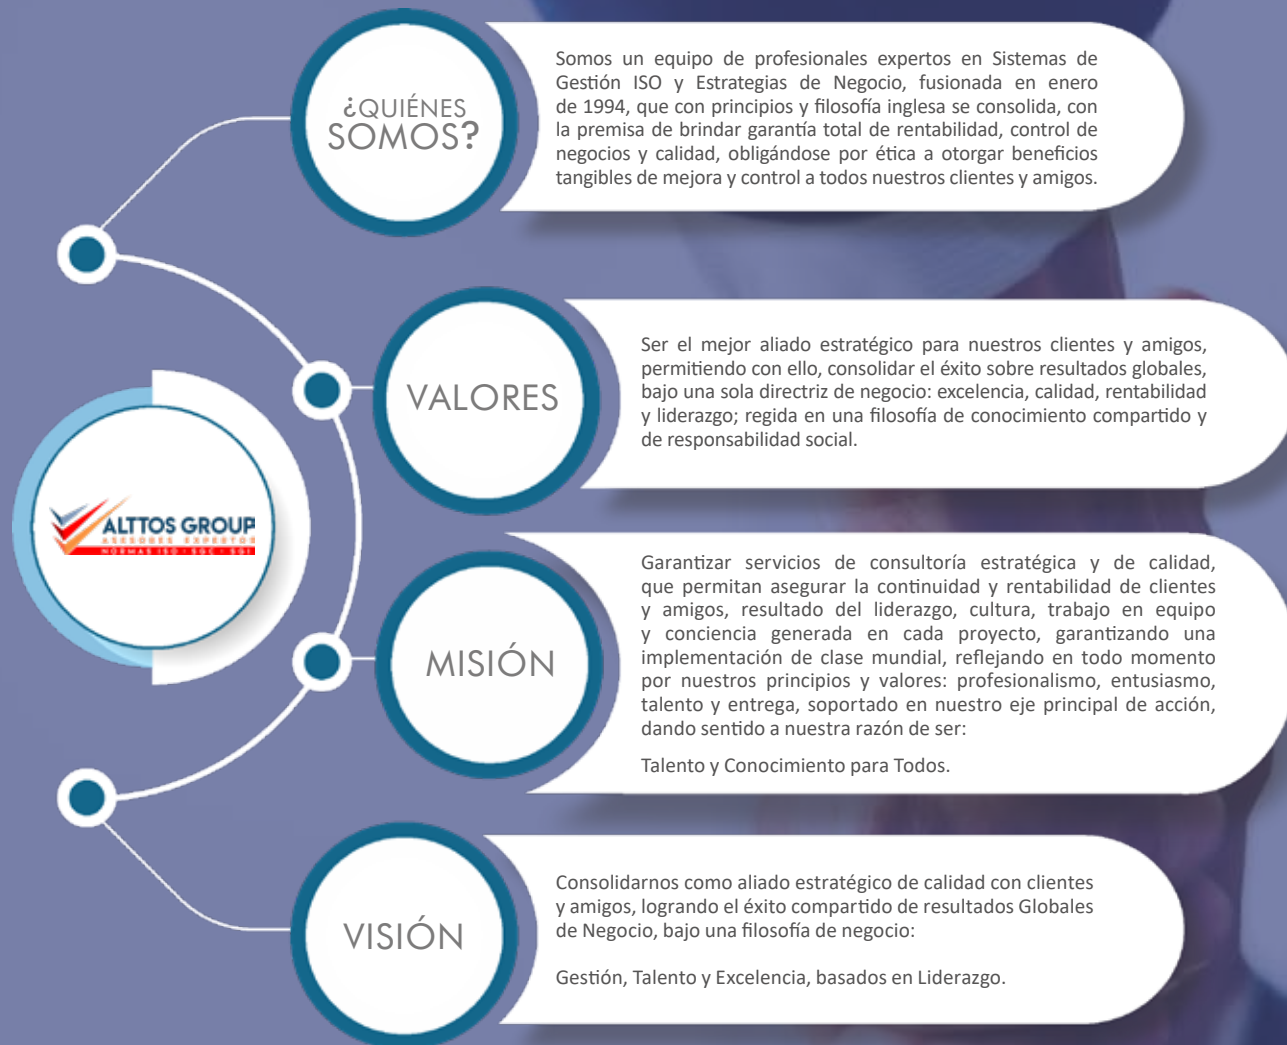 ¿QUIÉNES
SOMOS?
Somos un equipo de profesionales expertos en Sistemas de
Gestión ISO y Estrategias de Negocio, fusionada en enero
de 1994, que con principios y filosofía inglesa se consolida, con
la premisa de brindar garantía total de rentabilidad, control de
negocios y calidad, obligándose por ética a otorgar beneficios
tangibles de mejora y control a todos nuestros clientes y amigos.
VALORES
Ser el mejor aliado estratégico para nuestros clientes y amigos,
permitiendo con ello, consolidar el éxito sobre resultados globales,
bajo una sola directriz de negocio: excelencia, calidad, rentabilidad
y liderazgo; regida en una filosofía de conocimiento compartido y
de responsabilidad social.
ALTTOS GROUP
ASESORES EXPERTOS
NORMAS ISO - SGC - SGI
MISIÓN
Garantizar servicios de consultoría estratégica y de calidad,
que permitan asegurar la continuidad y rentabilidad de clientes
y amigos, resultado del liderazgo, cultura, trabajo en equipo
y conciencia generada en cada proyecto, garantizando una
implementación de clase mundial, reflejando en todo momento
por nuestros principios y valores: profesionalismo, entusiasmo,
talento y entrega, soportado en nuestro eje principal de acción,
dando sentido a nuestra razón de ser:
Talento y Conocimiento para Todos.
VISIÓN
Consolidarnos como aliado estratégico de calidad con clientes
y amigos, logrando el éxito compartido de resultados Globales
de Negocio, bajo una filosofía de negocio:
Gestión, Talento y Excelencia, basados en Liderazgo.